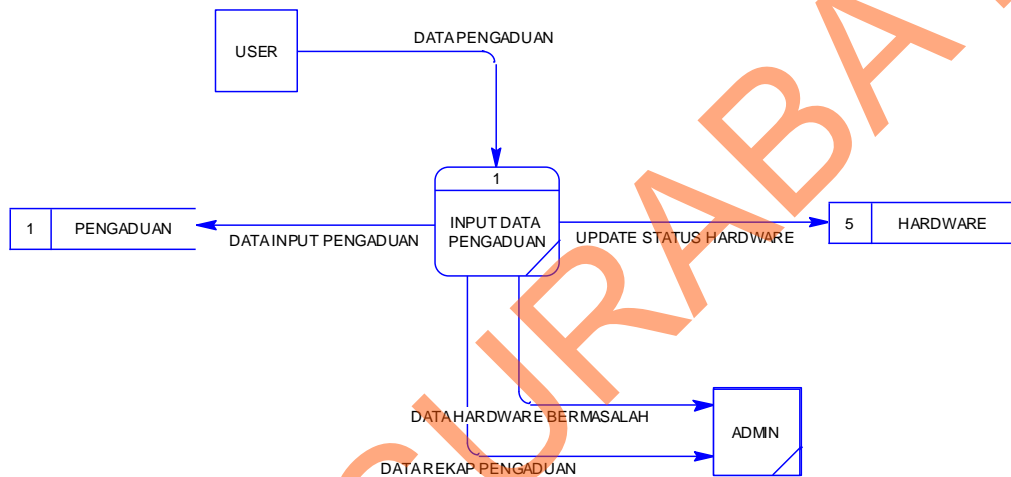 DATA PENGADUAN
USER
1
INPUT DATA
PENGADUAN
1 PENGADUAN
DATA INPUT PENGADUAN
UPDATE STATUS HARDWARE
5 HARDWARE
DATA HARDWARE BERMASALAH
ADMIN
DATA REKAP PENGADUAN
SURABAYA